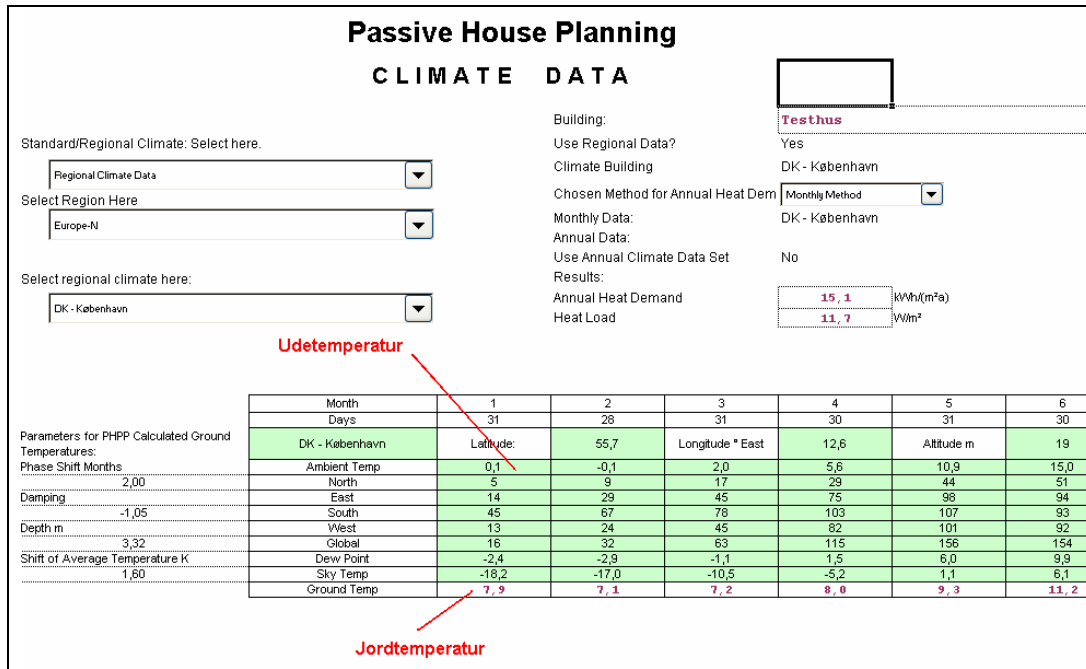 Passive House Planning
CLIMATE DATA
Building: Testhus
Standard/Regional Climate: Select here. Use Regional Data? Yes
Regional Climate Data Climate Building DK - København
Select Region Here Chosen Method for Annual Heat Dem Monthly Method
Europe-N Monthly Data: DK - København
Annual Data:
Use Annual Climate Data Set No
Select regional climate here: Results:
DK - København Annual Heat Demand 15,1 kWh/(m²a)
Heat Load 11,7 W/m²
Udetemperatur
Month 1 2 3 4 5 6
Days 31 28 31 30 31 30
Parameters for PHPP Calculated Ground
Temperatures:
DK - København Latitude: 55,7 Longitude ° East 12,6 Altitude m 19
Phase Shift Months Ambient Temp 0,1 -0,1 2,0 5,6 10,9 15,0
2,00 North 5 9 17 29 44 51
Damping East 14 29 45 75 98 94
-1,05 South 45 67 78 103 107 93
Depth m West 13 24 45 82 101 92
3,32 Global 16 32 63 115 156 154
Shift of Average Temperature K Dew Point -2,4 -2,9 -1,1 1,5 6,0 9,9
1,60 Sky Temp -18,2 -17,0 -10,5 -5,2 1,1 6,1
Ground Temp 7,9 7,1 7,2 8,0 9,3 11,2
Jordtemperatur